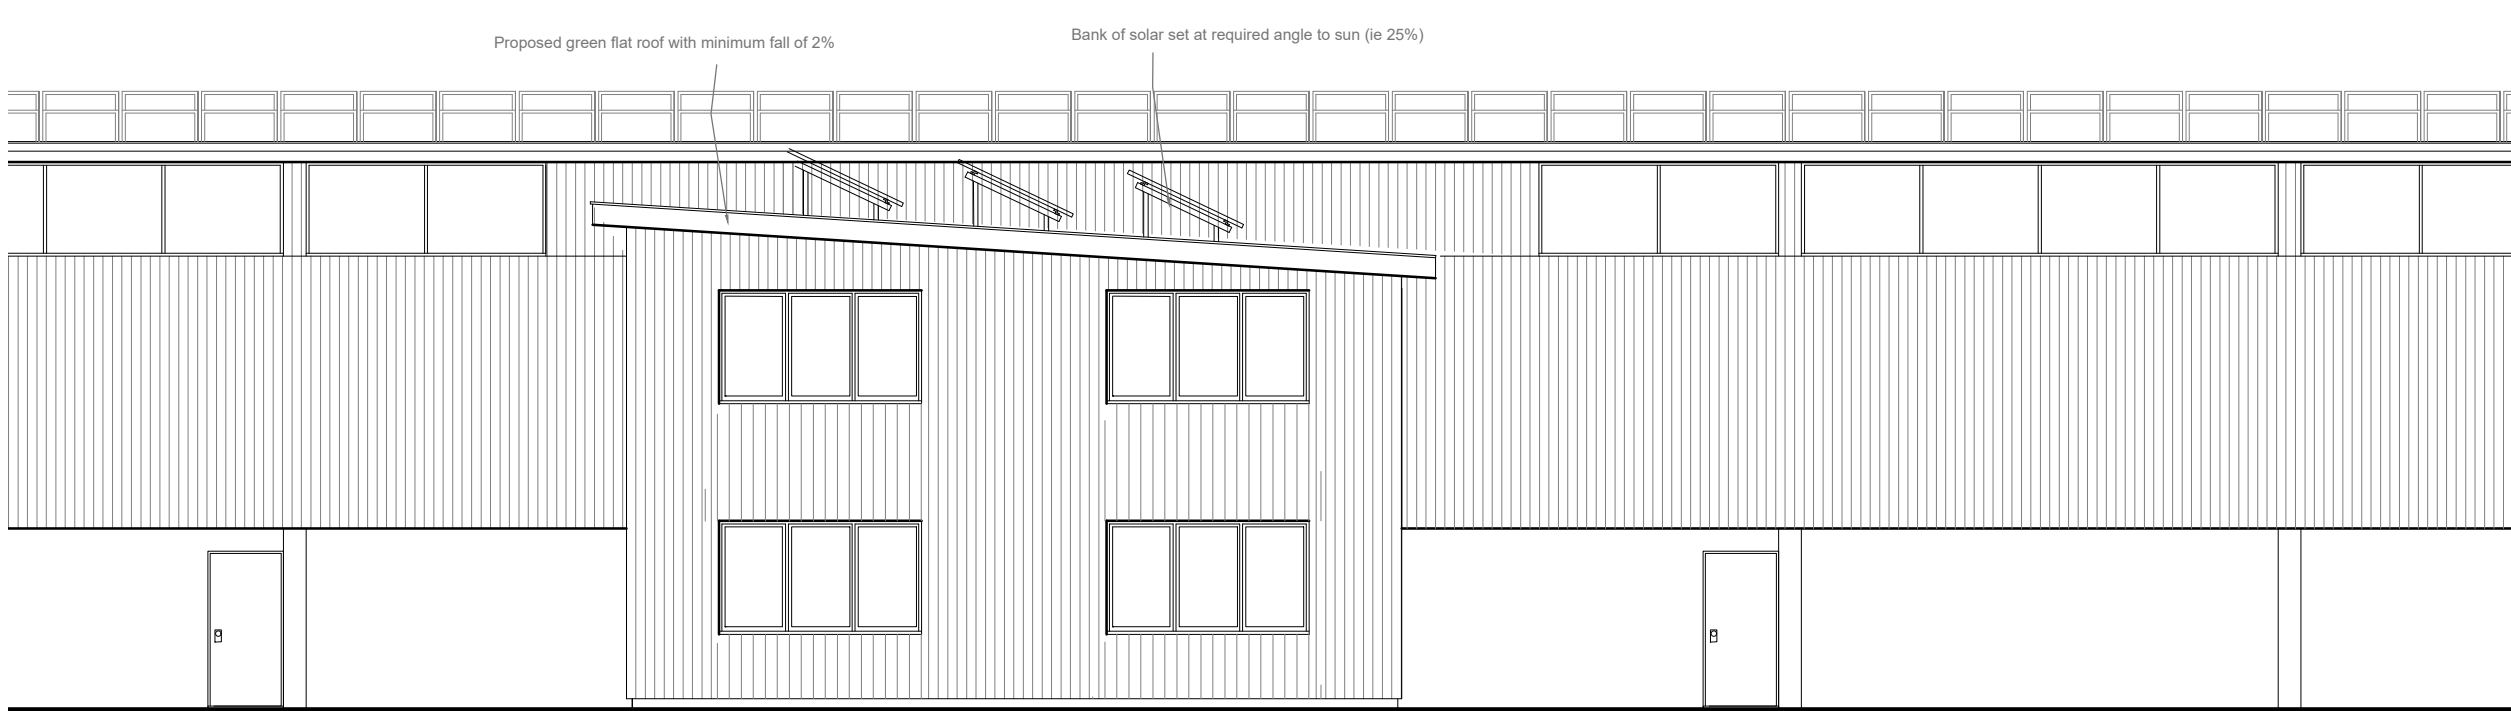 Proposed green flat roof with minimum fall of 2%
Bank of solar set at required angle to sun (ie 25%)